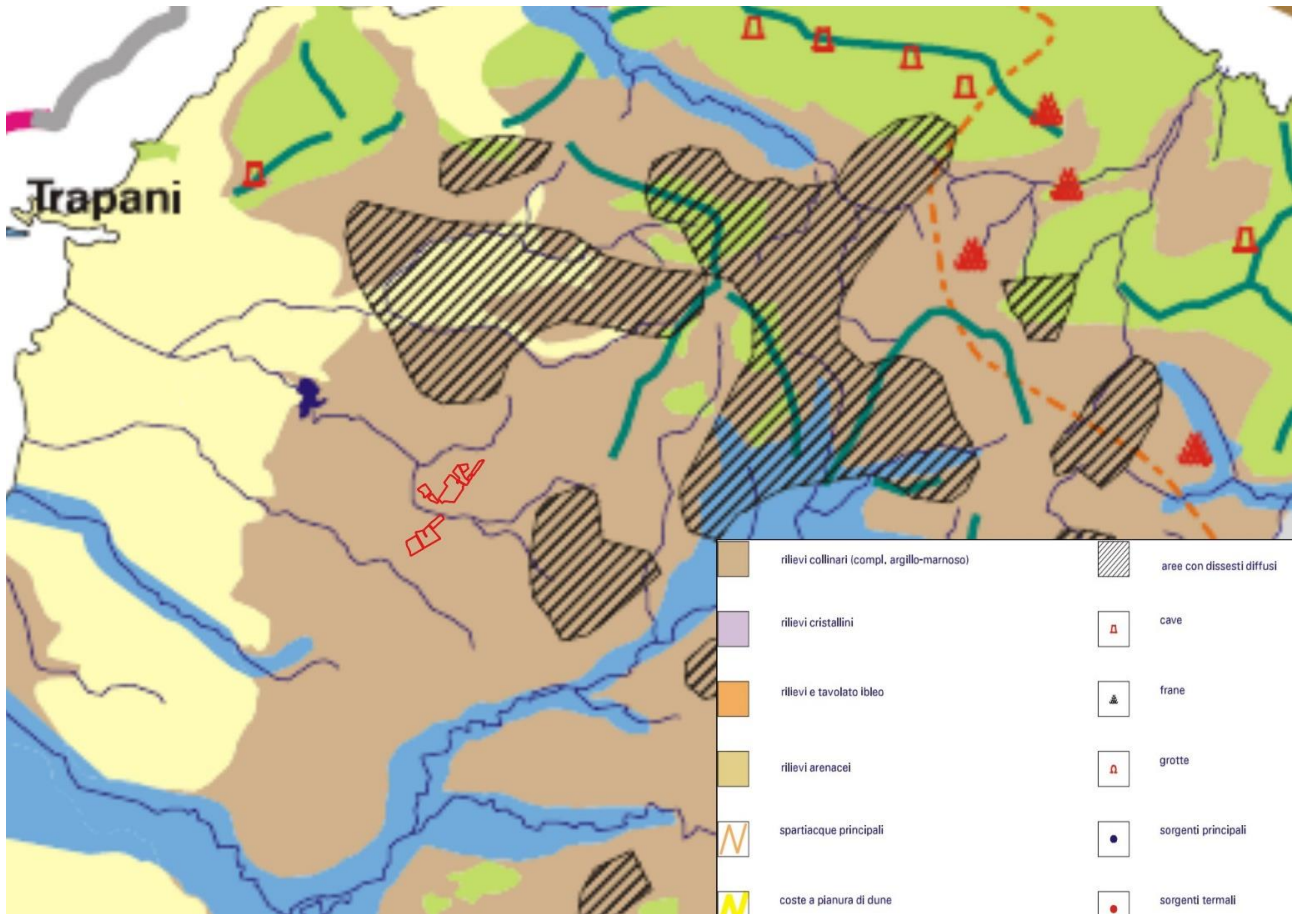 Trapani
rilievi collinari (compl, argillo-marnoso)
aree con dissesti diffusi
rilievi cristallini
cave
rilievi e tavolato ibleo
frane
rilievi arenacei
grotte
spartiacque principali
sorgenti principali
coste a pianura di dune
sorgenti termali